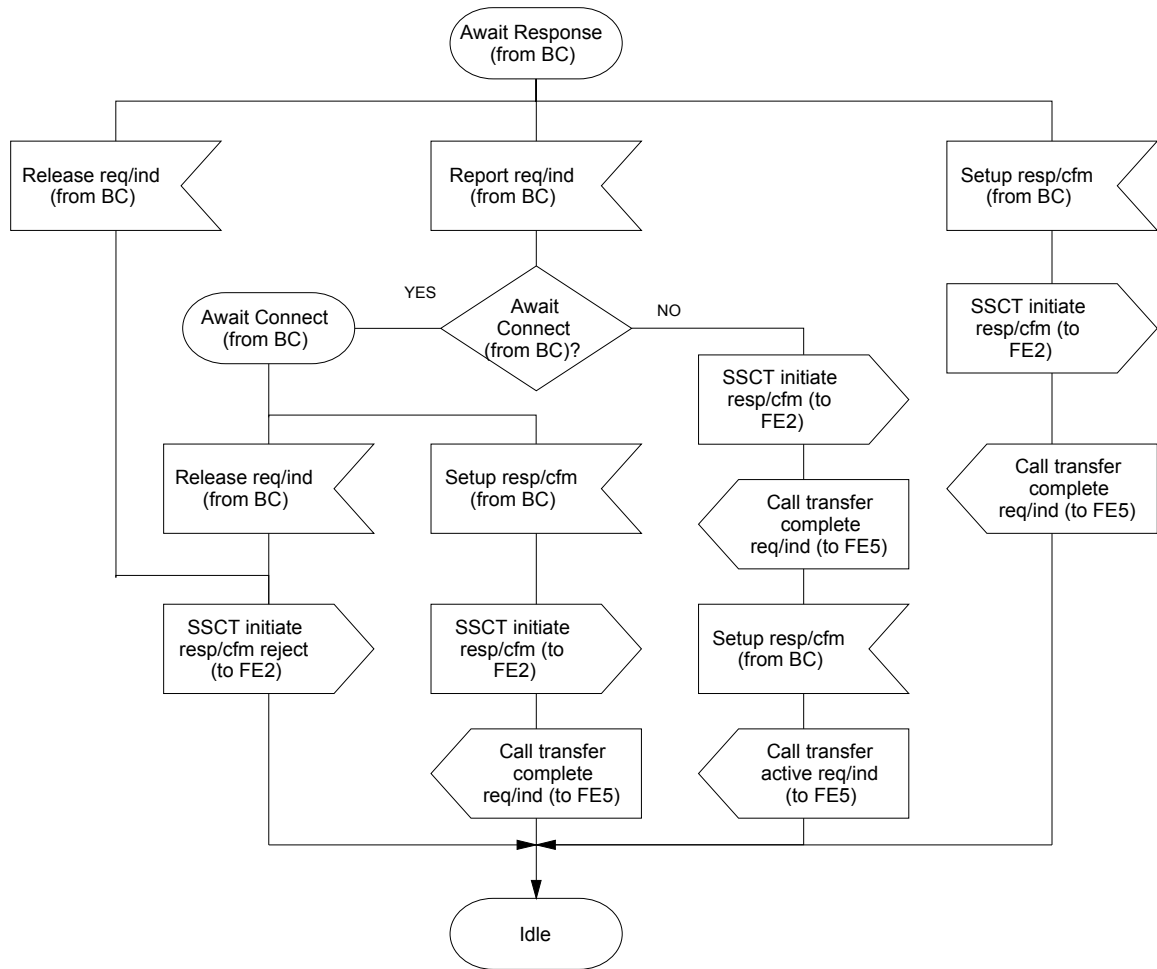 Await Response
(from BC)
Release req/ind
(from BC)
Report req/ind
(from BC)
Setup resp/cfm
(from BC)
YES
Await
Connect
(from BC)?
NO
Await Connect
(from BC)
SSCT initiate
resp/cfm (to
FE2)
SSCT initiate
resp/cfm (to
FE2)
Release req/ind
(from BC)
Setup resp/cfm
(from BC)
Call transfer
complete
req/ind (to FE5)
Call transfer
complete
req/ind (to FE5)
SSCT initiate
resp/cfm reject
(to FE2)
SSCT initiate
resp/cfm (to
FE2)
Setup resp/cfm
(from BC)
Call transfer
complete
req/ind (to FE5)
Call transfer
active req/ind
(to FE5)
Idle